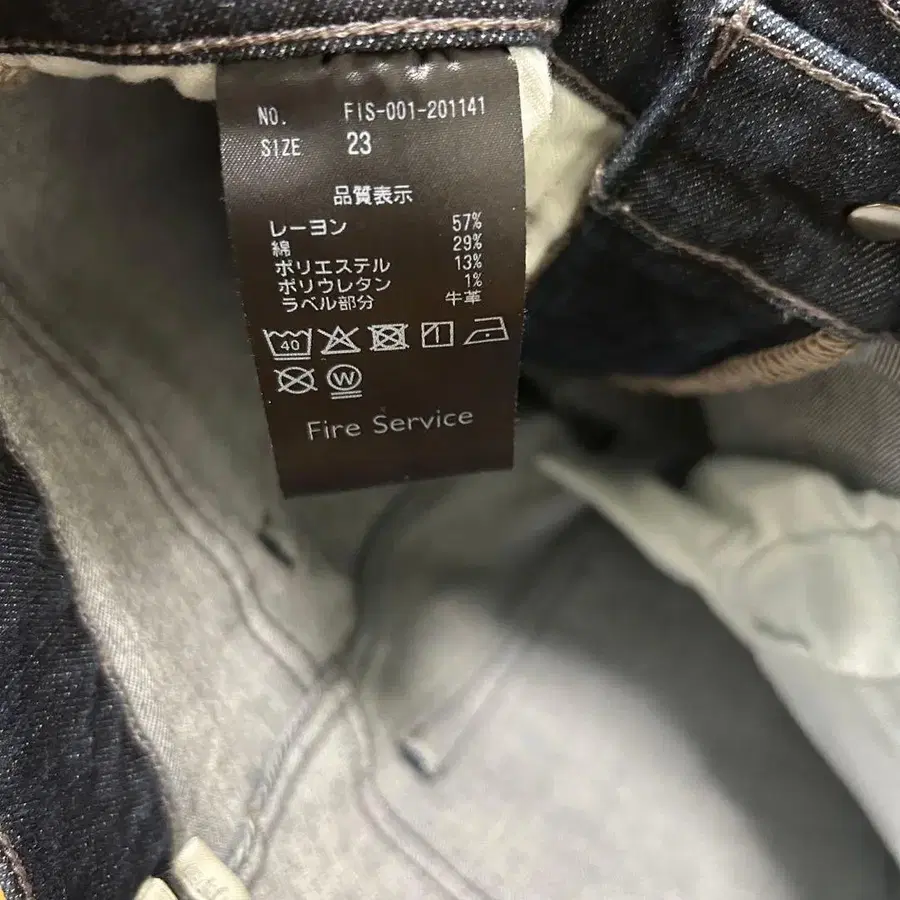 NO. FIS-001-201141
SIZE 23
品質表示
レーヨン 57%
綿 29%
ポリエステル 13%
ポリウレタン 1%
ラベル部分 牛革
40
W
Fire Service